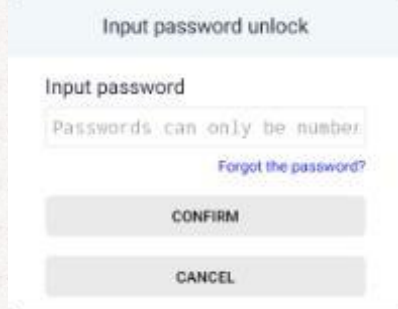 Input password unlock
Input password
Passwords can only be number
Forgot the password?
CONFIRM
CANCEL